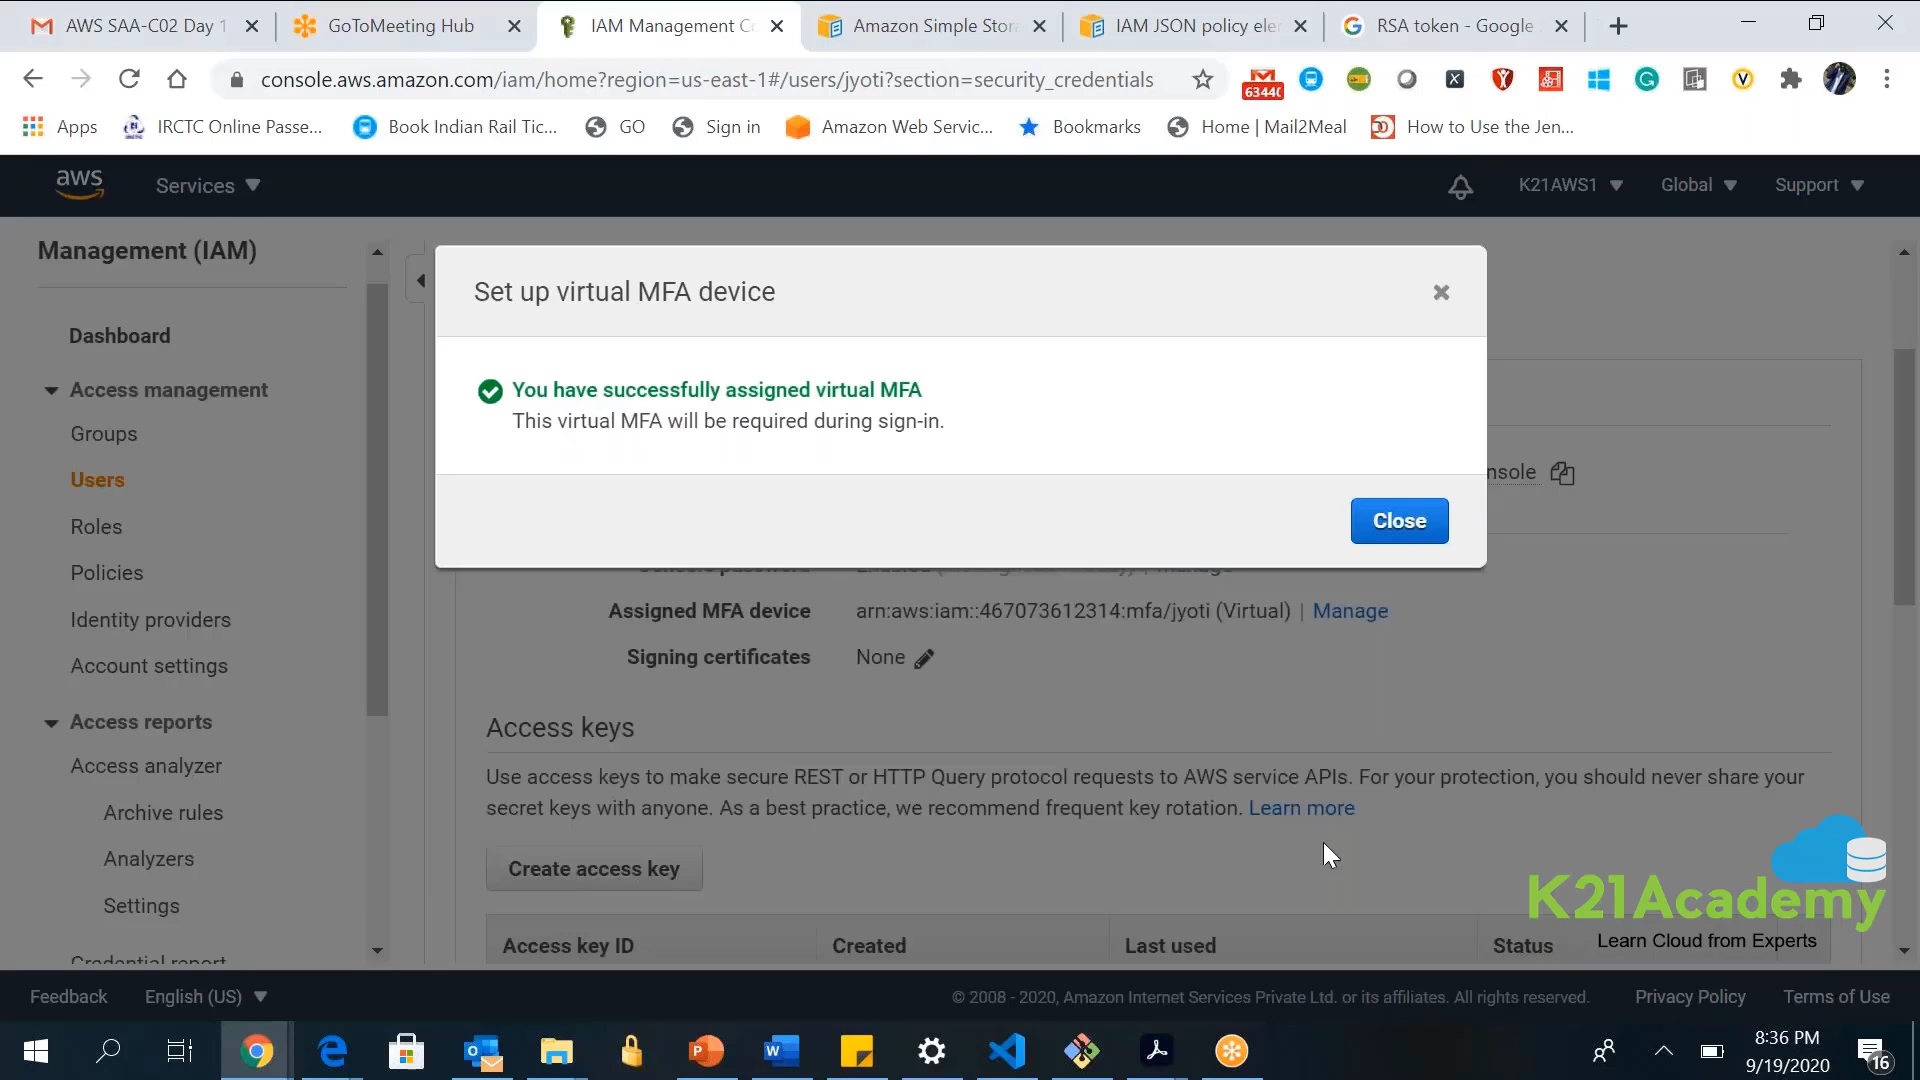 AWS SAA-C02 Day 1
GoToMeeting Hub
IAM Management Co
Amazon Simple Stor
IAM JSON policy ele
RSA token - Google
console.aws.amazon.com/iam/home?region=us-east-1#/users/jyoti?section=security_credentials
Apps
IRCTC Online Passe...
Book Indian Rail Tic...
GO
Sign in
Amazon Web Servic...
Bookmarks
Home | Mail2Meal
How to Use the Jen...
aws
Services
K21AWS1
Global
Support
Management (IAM)
Dashboard
Access management
Groups
Users
Roles
Policies
Identity providers
Account settings
Access reports
Access analyzer
Archive rules
Analyzers
Settings
Credential report
Set up virtual MFA device
You have successfully assigned virtual MFA
This virtual MFA will be required during sign-in.
Close
nsole
Assigned MFA device arn:aws:iam::467073612314:mfa/jyoti (Virtual) | Manage
Signing certificates None
Access keys
Use access keys to make secure REST or HTTP Query protocol requests to AWS service APIs. For your protection, you should never share your
secret keys with anyone. As a best practice, we recommend frequent key rotation. Learn more
Create access key
Access key ID Created Last used Status
K21Academy
Learn Cloud from Experts
Feedback
English (US)
© 2008 - 2020, Amazon Internet Services Private Ltd. or its affiliates. All rights reserved.
Privacy Policy
Terms of Use
8:36 PM
9/19/2020
16